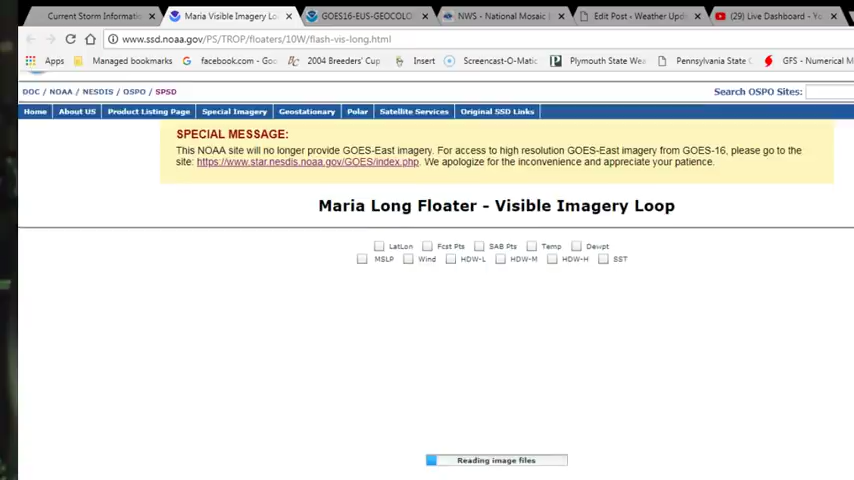 Current Storm Informatio
Maria Visible Imagery Lo
GOES16-EUS-GEOCOLO
NWS - National Mosaic
Edit Post - Weather Upd
(29) Live Dashboard - Yo
www.ssd.noaa.gov/PS/TROP/floaters/10W/flash-vis-long.html
Apps Managed bookmarks facebook.com - Goo 2004 Breeders' Cup Insert Screencast-O-Matic Plymouth State Wea Pennsylvania State C GFS - Numerical M
DOC / NOAA / NESDIS / OSPO / SPSD
Search OSPO Sites:
Home About US Product Listing Page Special Imagery Geostationary Polar Satellite Services Original SSD Links
SPECIAL MESSAGE:
This NOAA site will no longer provide GOES-East imagery. For access to high resolution GOES-East imagery from GOES-16, please go to the
site: https://www.star.nesdis.noaa.gov/GOES/index.php. We apologize for the inconvenience and appreciate your patience.
Maria Long Floater - Visible Imagery Loop
LatLon Fcst Pts SAB Pts Temp Dewpt
MSLP Wind HDW-L HDW-M HDW-H SST
Reading image files